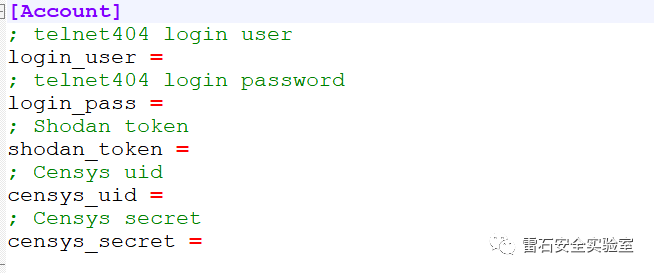 [Account]
; telnet404 login user
login_user =
; telnet404 login password
login_pass =
; Shodan token
shodan_token =
; Censys uid
censys_uid =
; Censys secret
censys_secret =
雷石安全实验室